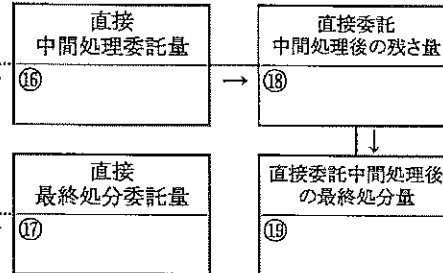 直接
中間処理委託量
⑯
→
直接委託
中間処理後の残さ量
⑱
↓
直接
最終処分委託量
⑰
直接委託中間処理後
の最終処分量
⑲